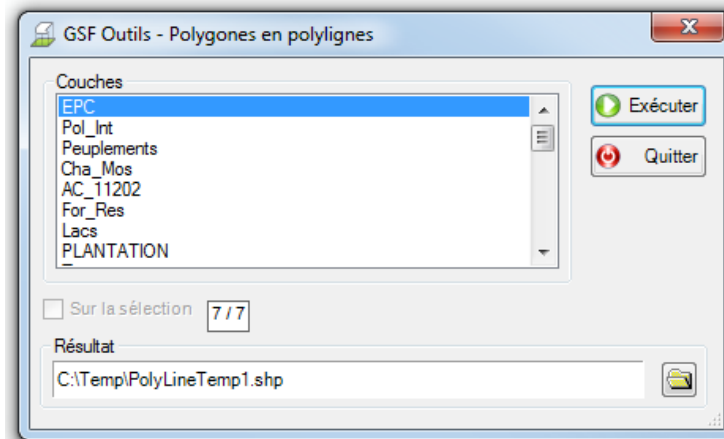 GSF Outils - Polygones en polylignes
Couches
EPC
Pol_Int
Peuplements
Cha_Mos
AC_11202
For_Res
Lacs
PLANTATION
Exécuter
Quitter
Sur la sélection 7 / 7
Résultat
C:\Temp\PolyLineTemp1.shp